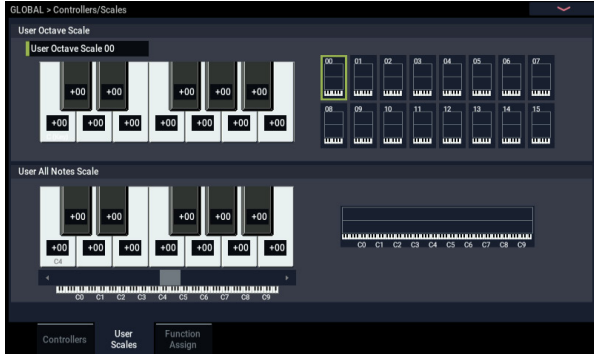 GLOBAL > Controllers/Scales
User Octave Scale
User Octave Scale 00
+00 +00 +00 +00 +00
+00 +00 +00 +00 +00 +00 +00
00 01 02 03 04 05 06 07
08 09 10 11 12 13 14 15
User All Notes Scale
+00 +00 +00 +00 +00
+00 +00 +00 +00 +00 +00 +00
C4
C0 C1 C2 C3 C4 C5 C6 C7 C8 C9
C0 C1 C2 C3 C4 C5 C6 C7 C8 C9
Controllers
User
Scales
Function
Assign